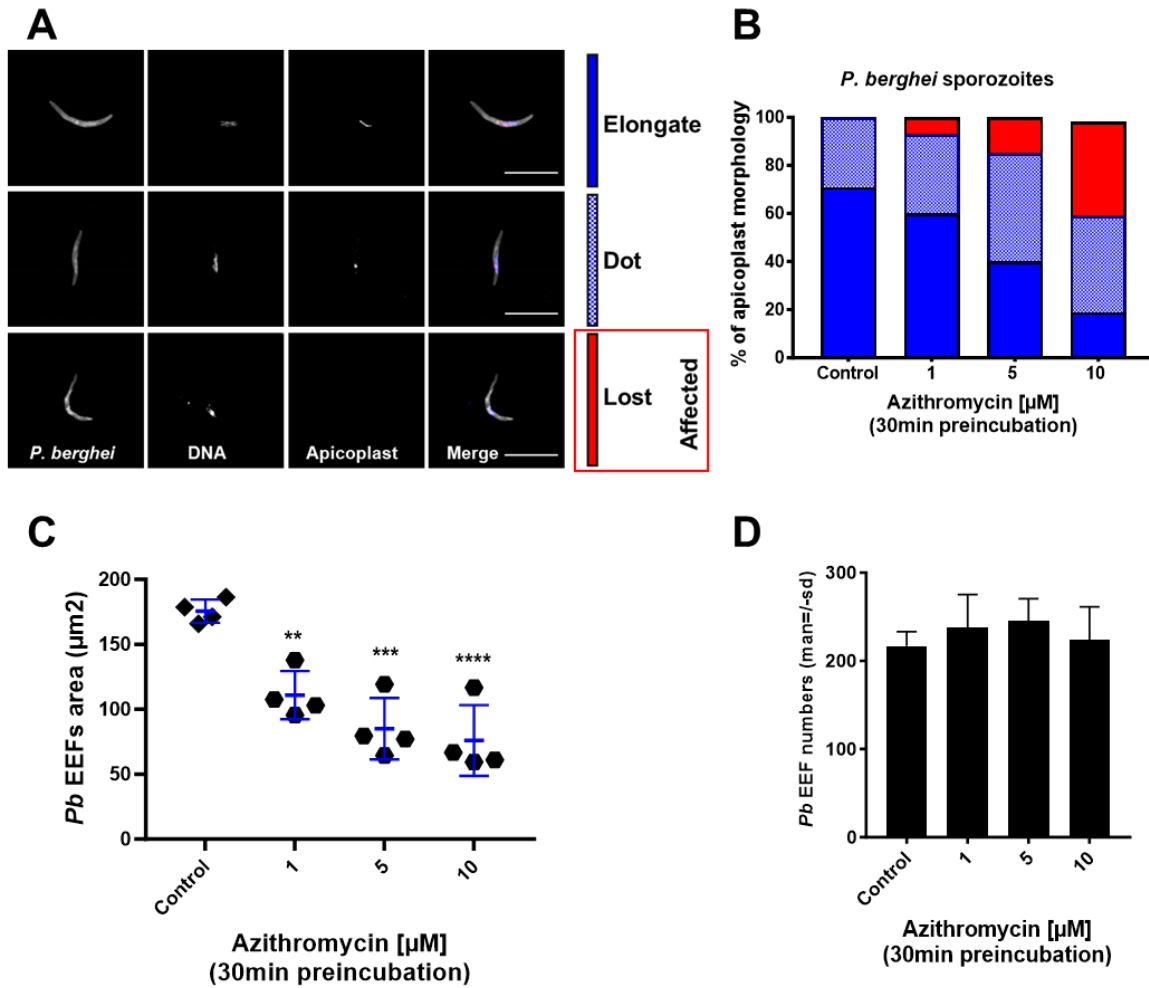 A
Elongate
Dot
Lost
Affected
P. berghei
DNA
Apicoplast
Merge
B
P. berghei sporozoites
% of apicoplast morphology
100
80
60
40
20
0
Control
1
5
10
Azithromycin [µM]
(30min preincubation)
C
Pb EEFs area (µm2)
200
150
100
50
0
**
***
****
Control
1
5
10
Azithromycin [µM]
(30min preincubation)
D
Pb EEF numbers (man=/-sd)
300
200
100
0
Control
1
5
10
Azithromycin [µM]
(30min preincubation)